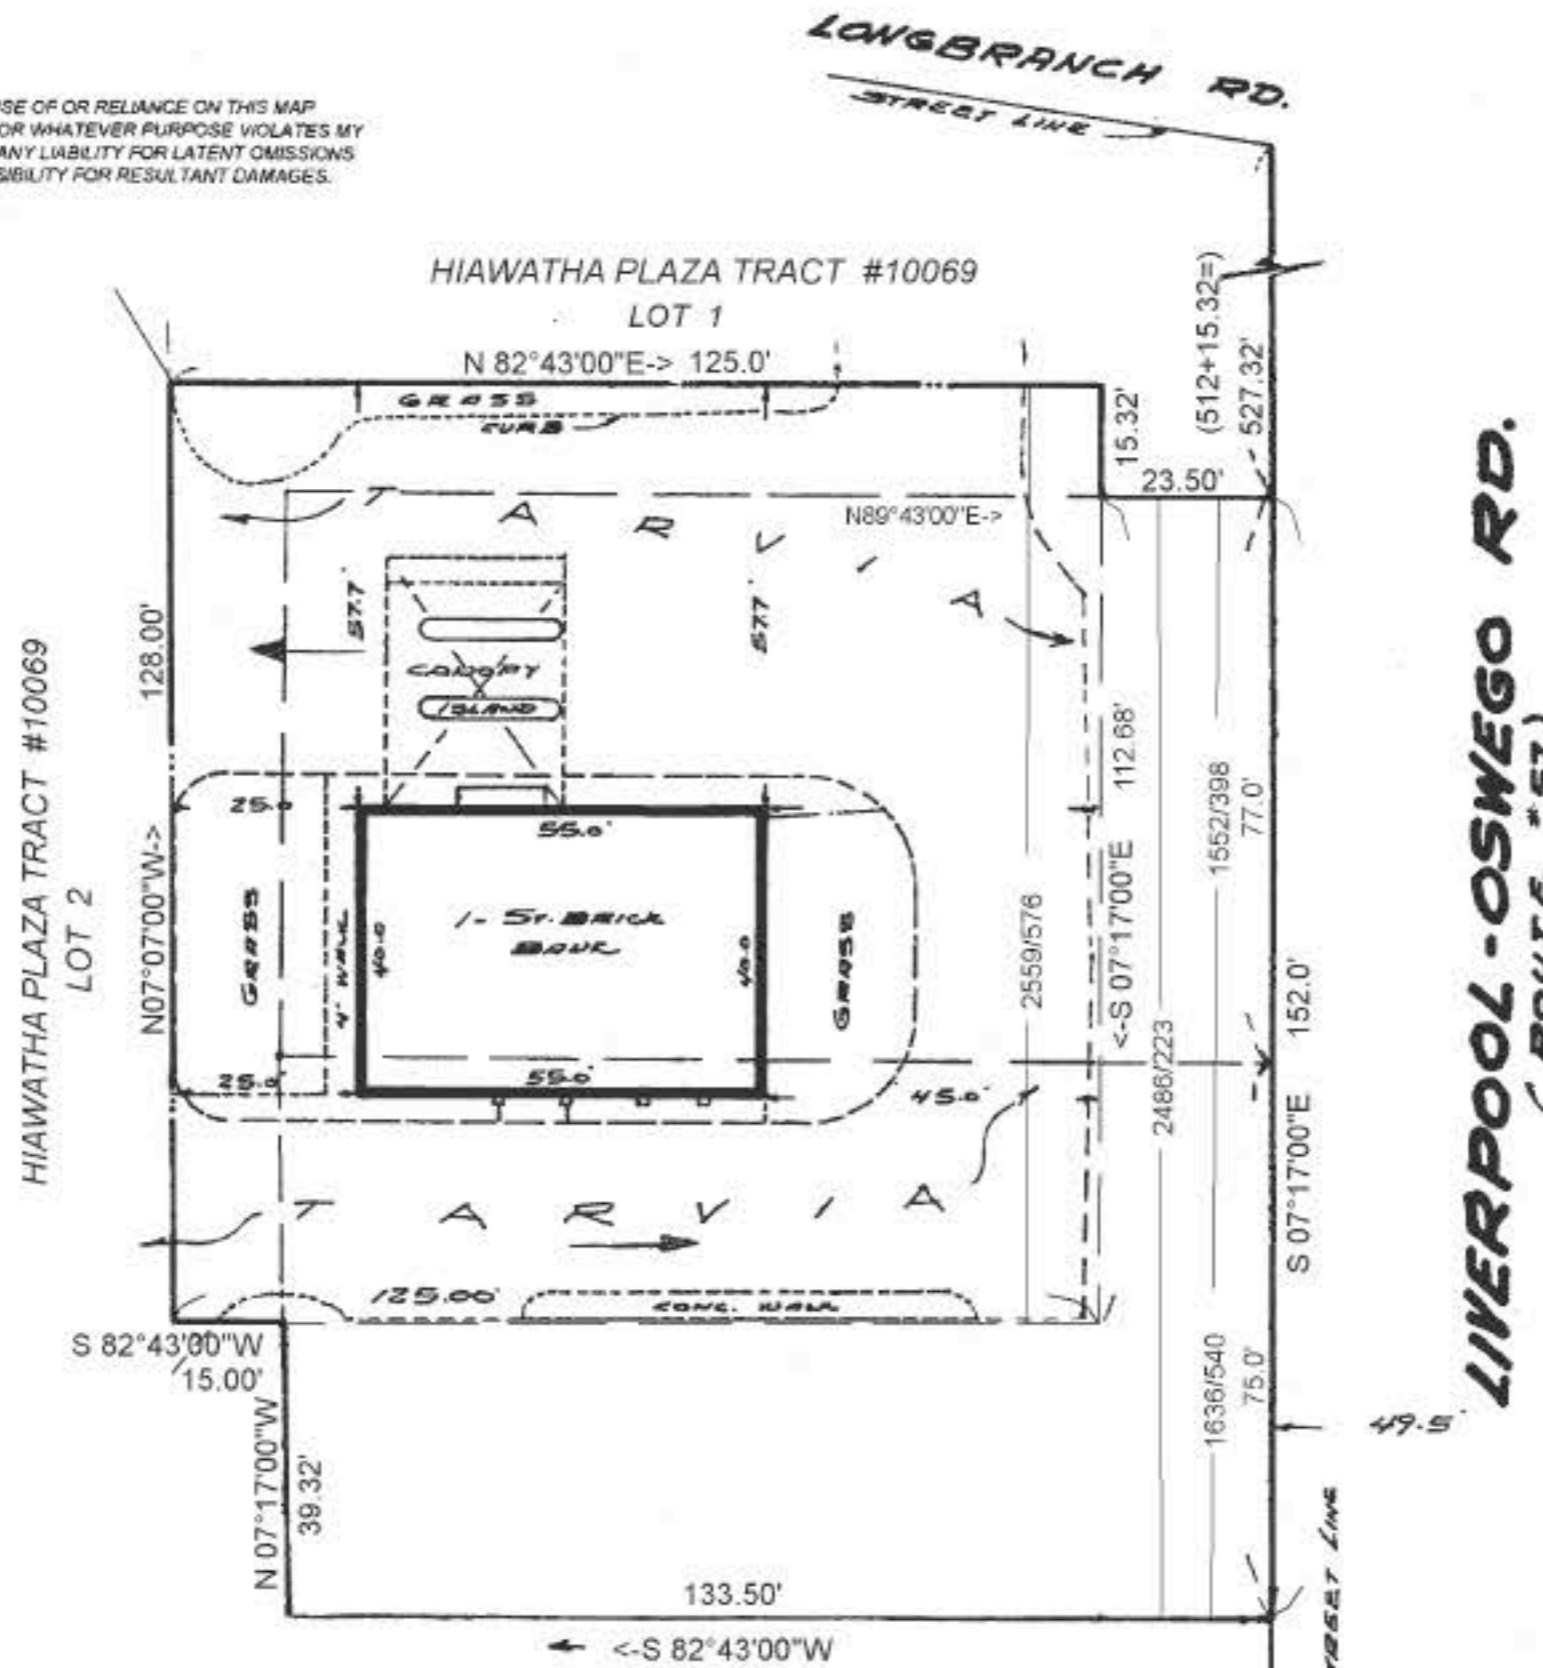 LONGBRANCH RD.
STREET LINE
SE OF OR RELIANCE ON THIS MAP
OR WHATEVER PURPOSE VIOLATES MY
ANY LIABILITY FOR LATENT OMISSIONS
SIBILITY FOR RESULTANT DAMAGES.
HIAWATHA PLAZA TRACT #10069
LOT 1
N 82°43'00"E-> 125.0'
GRASS
CURB
15.32'
(512+15.32=)
527.32'
23.50'
N89°43'00"E->
TARVIA
57.7'
57.7'
CANOPY
ISLAND
128.00'
N07°07'00"W->
HIAWATHA PLAZA TRACT #10069
LOT 2
25.0
55.0'
GRASS
4' WALK
40.0
1- ST. BRICK
BANK
40.0
GRASS
25.0'
55.0'
45.0'
2559/576
112.68'
<-S 07°17'00"E
2486/223
1552/398
77.0'
152.0'
S 07°17'00"E
LIVERPOOL - OSWEGO RD.
( ROUTE #57)
TARVIA
125.00'
CONC. WALK
S 82°43'00"W
15.00'
N 07°17'00"W
39.32'
1636/540
75.0'
49.5'
TREET LINE
133.50'
<-S 82°43'00"W